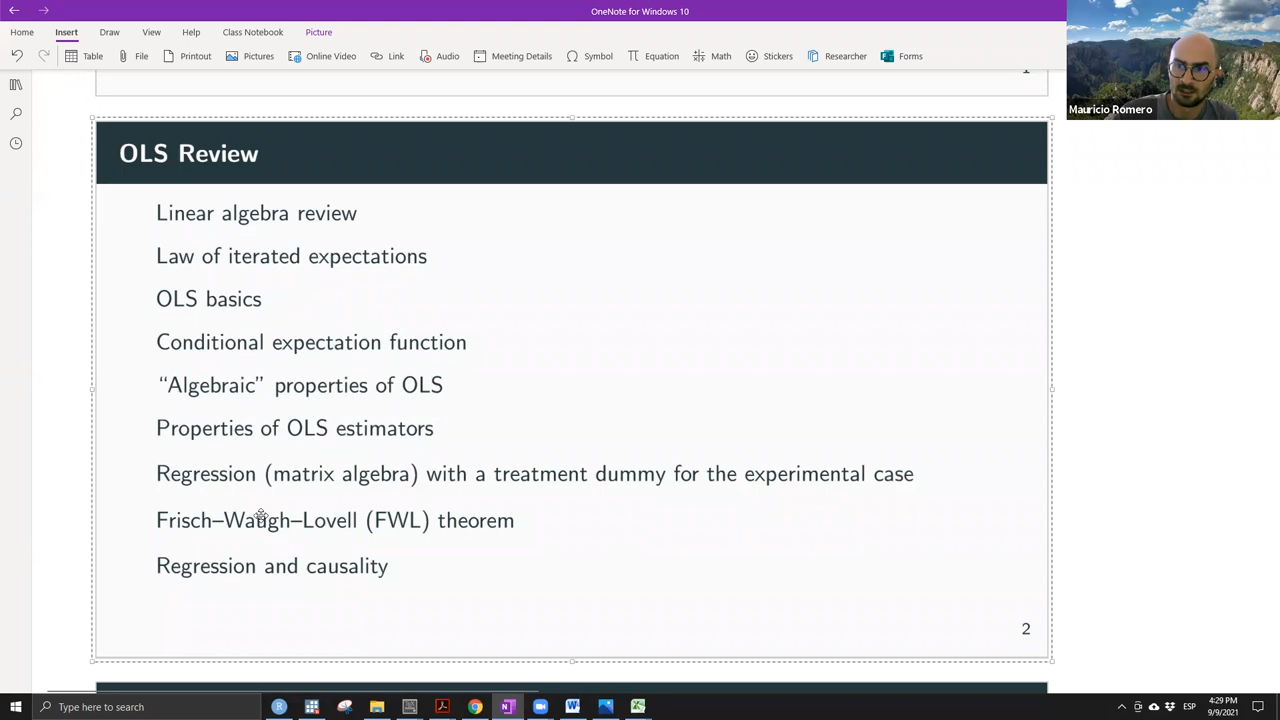 OneNote for Windows 10
Home Insert Draw View Help Class Notebook Picture
Table File Printout Pictures Online Video Link Audio Meeting Details Symbol Equation Math Stickers Researcher Forms
Mauricio Romero
OLS Review
Linear algebra review
Law of iterated expectations
OLS basics
Conditional expectation function
“Algebraic” properties of OLS
Properties of OLS estimators
Regression (matrix algebra) with a treatment dummy for the experimental case
Frisch–Waugh–Lovell (FWL) theorem
Regression and causality
2
Type here to search
ESP
4:29 PM
9/9/2021